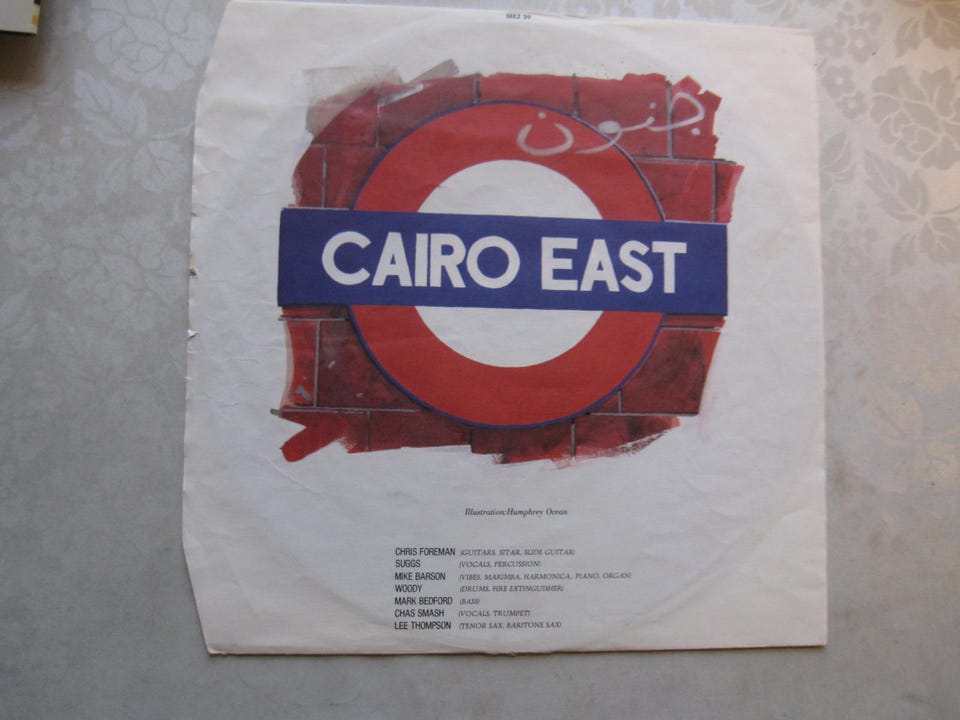 SEEZ 39
جنون
CAIRO EAST
Illustration:Humphrey Ocean
CHRIS FOREMAN (GUITARS, SITAR, SLIDE GUITAR)
SUGGS (VOCALS, PERCUSSION)
MIKE BARSON (VIBES, MARIMBA, HARMONICA, PIANO, ORGAN)
WOODY (DRUMS, FIRE EXTINGUISHER)
MARK BEDFORD (BASS)
CHAS SMASH (VOCALS, TRUMPET)
LEE THOMPSON (TENOR SAX, BARITONE SAX)